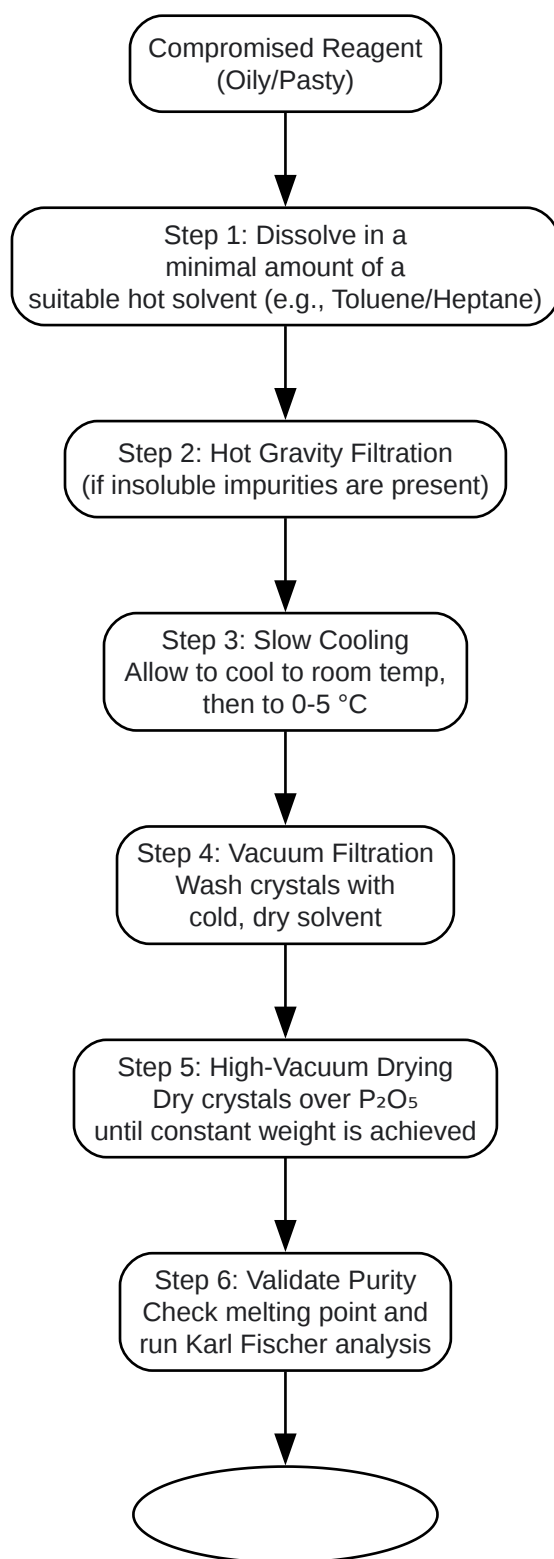 Compromised Reagent
(Oily/Pasty)
Step 1: Dissolve in a
minimal amount of a
suitable hot solvent (e.g., Toluene/Heptane)
Step 2: Hot Gravity Filtration
(if insoluble impurities are present)
Step 3: Slow Cooling
Allow to cool to room temp,
then to 0-5 °C
Step 4: Vacuum Filtration
Wash crystals with
cold, dry solvent
Step 5: High-Vacuum Drying
Dry crystals over P₂O₅
until constant weight is achieved
Step 6: Validate Purity
Check melting point and
run Karl Fischer analysis